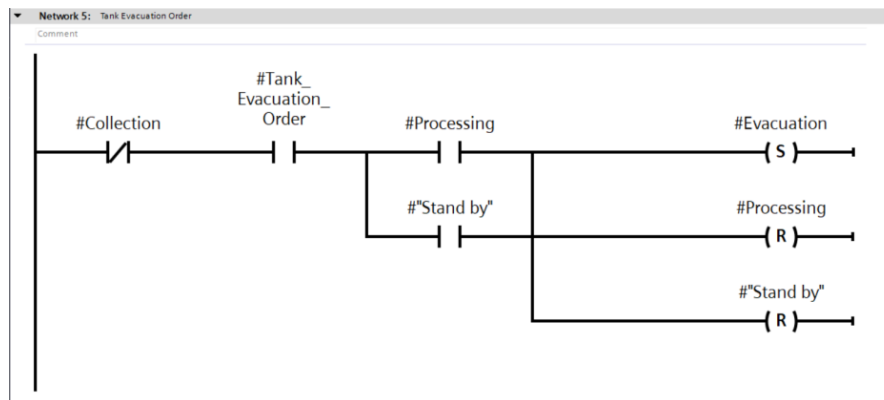 Network 5: Tank Evacuation Order
Comment
#Tank_
Evacuation_
Order
#Collection
#Processing
#Evacuation
S
#"Stand by"
#Processing
R
#"Stand by"
R